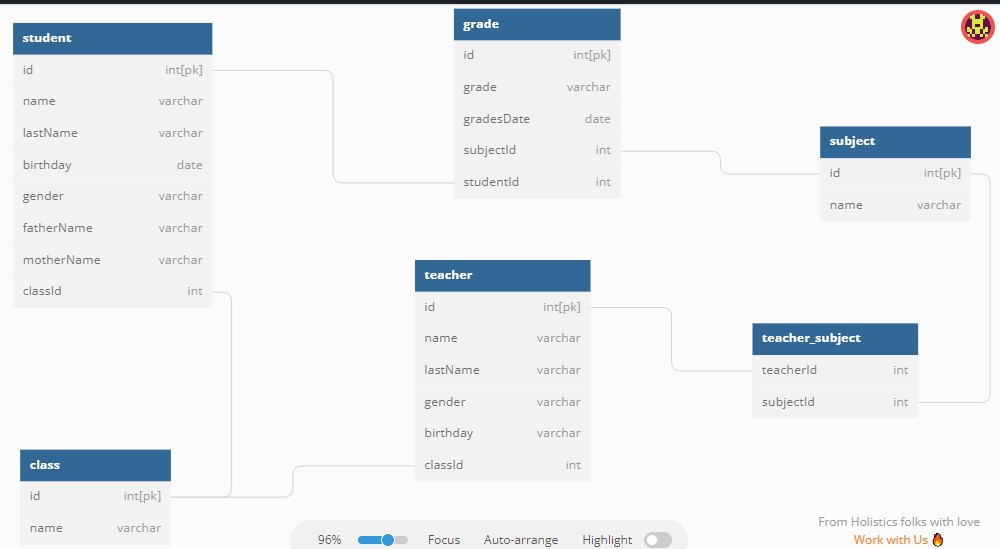 student
id int[pk]
name varchar
lastName varchar
birthday date
gender varchar
fatherName varchar
motherName varchar
classId int
grade
id int[pk]
grade varchar
gradesDate date
subjectId int
studentId int
subject
id int[pk]
name varchar
teacher
id int[pk]
name varchar
lastName varchar
gender varchar
birthday varchar
classId int
teacher_subject
teacherId int
subjectId int
class
id int[pk]
name varchar
96% Focus Auto-arrange Highlight
From Holistics folks with love
Work with Us